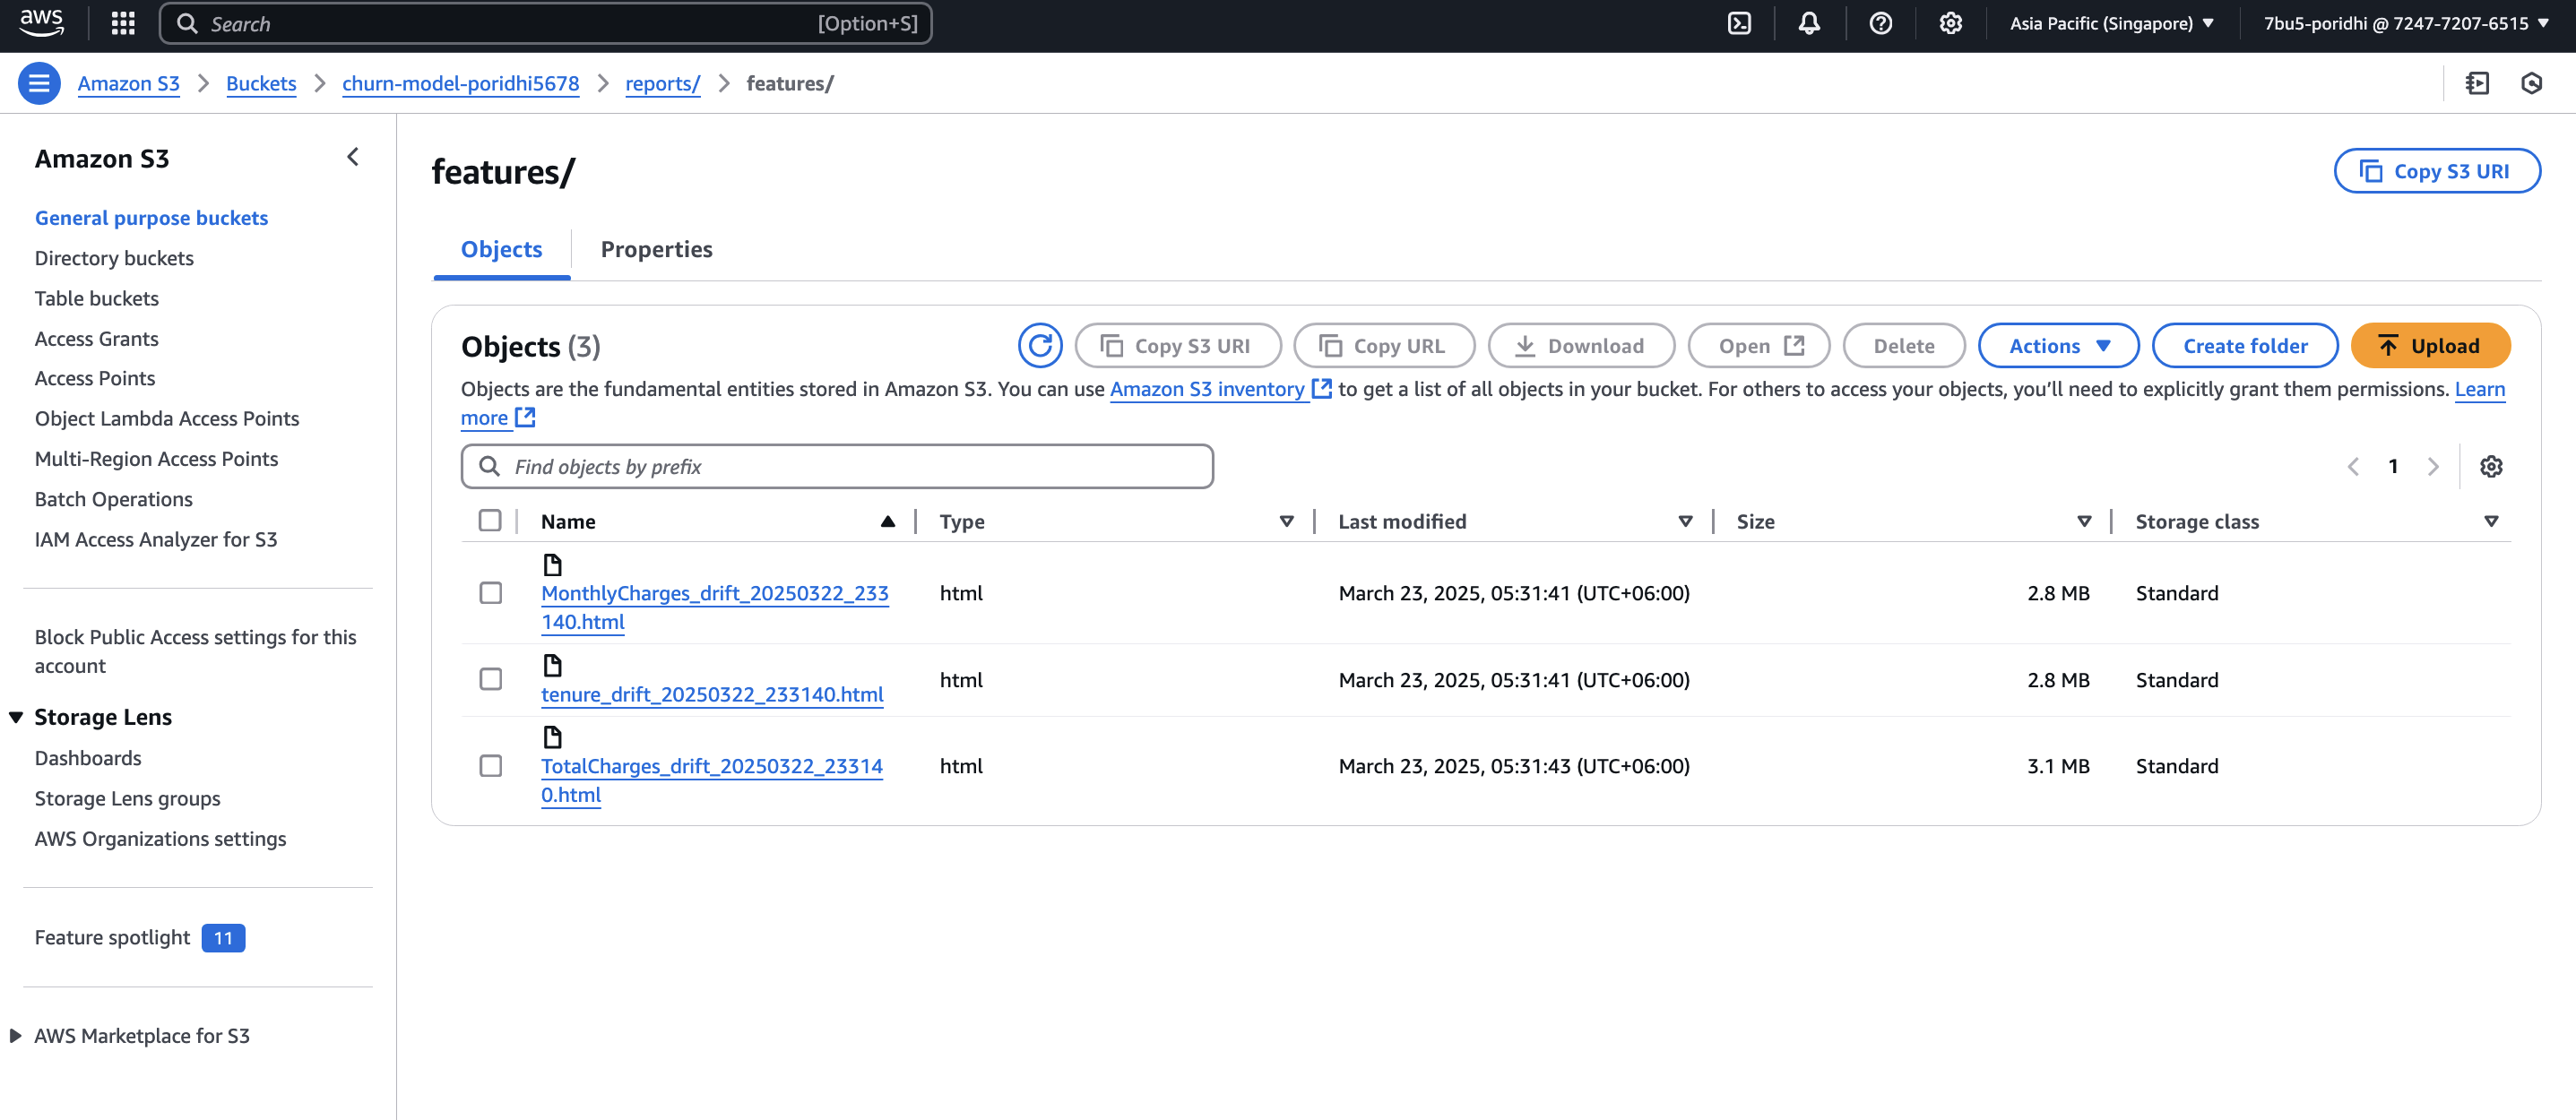 aws
Search
[Option+S]
Asia Pacific (Singapore)
7bu5-poridhi @ 7247-7207-6515
Amazon S3
Buckets
churn-model-poridhi5678
reports/
features/
Amazon S3
General purpose buckets
Directory buckets
Table buckets
Access Grants
Access Points
Object Lambda Access Points
Multi-Region Access Points
Batch Operations
IAM Access Analyzer for S3
Block Public Access settings for this
account
Storage Lens
Dashboards
Storage Lens groups
AWS Organizations settings
Feature spotlight 11
AWS Marketplace for S3
features/
Copy S3 URI
Objects
Properties
Objects (3)
Copy S3 URI
Copy URL
Download
Open
Delete
Actions
Create folder
Upload
Objects are the fundamental entities stored in Amazon S3. You can use Amazon S3 inventory to get a list of all objects in your bucket. For others to access your objects, you’ll need to explicitly grant them permissions. Learn
more
Find objects by prefix
1
Name
Type
Last modified
Size
Storage class
MonthlyCharges_drift_20250322_233
140.html
html
March 23, 2025, 05:31:41 (UTC+06:00)
2.8 MB
Standard
tenure_drift_20250322_233140.html
html
March 23, 2025, 05:31:41 (UTC+06:00)
2.8 MB
Standard
TotalCharges_drift_20250322_23314
0.html
html
March 23, 2025, 05:31:43 (UTC+06:00)
3.1 MB
Standard